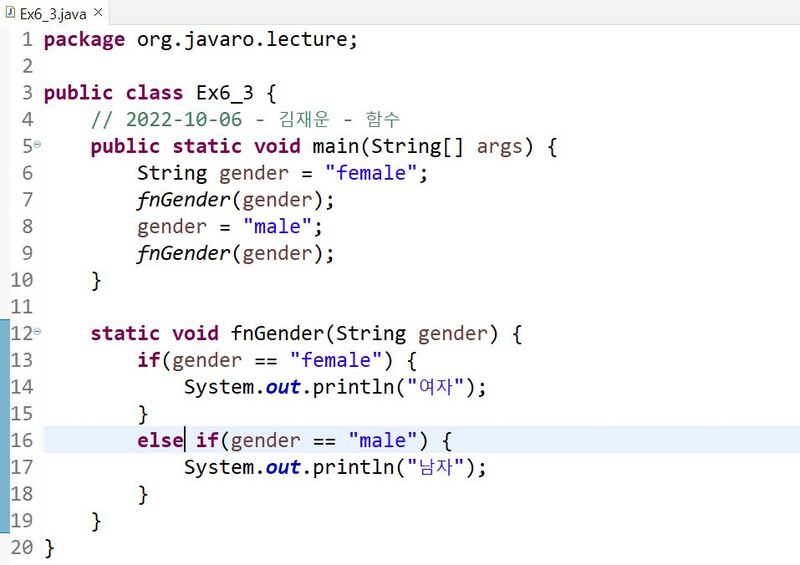 Ex6_3.java
1 package org.javaro.lecture;
2
3 public class Ex6_3 {
4     // 2022-10-06 - 김재운 - 함수
5     public static void main(String[] args) {
6         String gender = "female";
7         fnGender(gender);
8         gender = "male";
9         fnGender(gender);
10     }
11
12     static void fnGender(String gender) {
13         if(gender == "female") {
14             System.out.println("여자");
15         }
16         else if(gender == "male") {
17             System.out.println("남자");
18         }
19     }
20 }